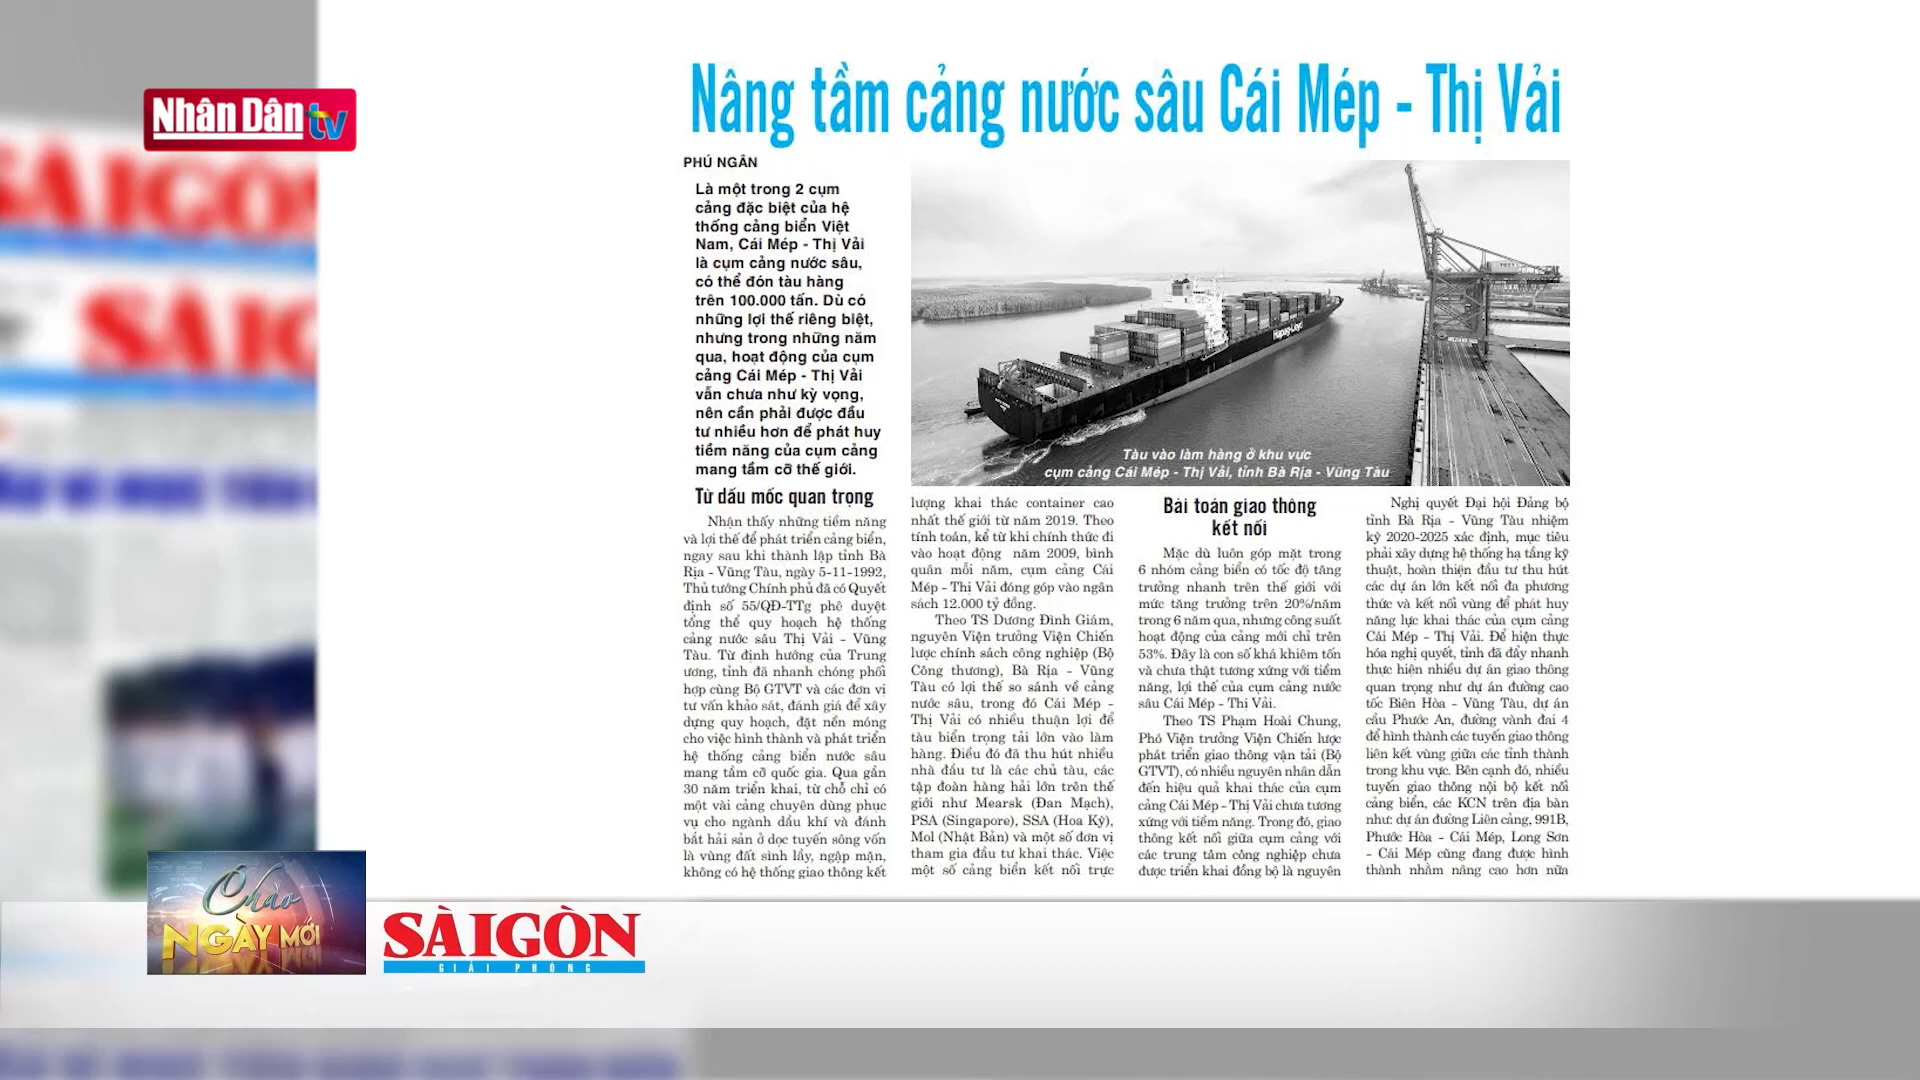 Nhân Dân tv
Nâng tầm cảng nước sâu Cái Mép - Thị Vải
PHÚ NGÂN
Là một trong 2 cụm
cảng đặc biệt của hệ
thống cảng biển Việt
Nam, Cái Mép - Thị Vải
là cụm cảng nước sâu,
có thể đón tàu hàng
trên 100.000 tấn. Dù có
những lợi thế riêng biệt,
nhưng trong những năm
qua, hoạt động của cụm
cảng Cái Mép - Thị Vải
vẫn chưa như kỳ vọng,
nên cần phải được đầu
tư nhiều hơn để phát huy
tiềm năng của cụm cảng
mang tầm cỡ thế giới.
Từ dấu mốc quan trọng
Nhận thấy những tiềm năng
và lợi thế để phát triển cảng biển,
ngay sau khi thành lập tỉnh Bà
Rịa - Vũng Tàu, ngày 5-11-1992,
Thủ tướng Chính phủ đã có Quyết
định số 55/QĐ-TTg phê duyệt
tổng thể quy hoạch hệ thống
cảng nước sâu Thị Vải - Vũng
Tàu. Từ định hướng của Trung
ương, tỉnh đã nhanh chóng phối
hợp cùng Bộ GTVT và các đơn vị
tư vấn khảo sát, đánh giá để xây
dựng quy hoạch, đặt nền móng
cho việc hình thành và phát triển
hệ thống cảng biển nước sâu
mang tầm cỡ quốc gia. Qua gần
30 năm triển khai, từ chỗ chỉ có
một vài cảng chuyên dùng phục
vụ cho ngành dầu khí và đánh
bắt hải sản ở dọc tuyến sông vốn
là vùng đất sình lầy, ngập mặn,
không có hệ thống giao thông kết
Hapag-Lloyd
Tàu vào làm hàng ở khu vực
cụm cảng Cái Mép - Thị Vải, tỉnh Bà Rịa - Vũng Tàu
lượng khai thác container cao
nhất thế giới từ năm 2019. Theo
tính toán, kể từ khi chính thức đi
vào hoạt động năm 2009, bình
quân mỗi năm, cụm cảng Cái
Mép - Thị Vải đóng góp vào ngân
sách 12.000 tỷ đồng.
Theo TS Dương Đình Giám,
nguyên Viện trưởng Viện Chiến
lược chính sách công nghiệp (Bộ
Công thương), Bà Rịa - Vũng
Tàu có lợi thế so sánh về cảng
nước sâu, trong đó Cái Mép -
Thị Vải có nhiều thuận lợi để
tàu biển trọng tải lớn vào làm
hàng. Điều đó đã thu hút nhiều
nhà đầu tư là các chủ tàu, các
tập đoàn hàng hải lớn trên thế
giới như Mearsk (Đan Mạch),
PSA (Singapore), SSA (Hoa Kỳ),
Mol (Nhật Bản) và một số đơn vị
tham gia đầu tư khai thác. Việc
một số cảng biển kết nối trực
Bài toán giao thông
kết nối
Mặc dù luôn góp mặt trong
6 nhóm cảng biển có tốc độ tăng
trưởng nhanh trên thế giới với
mức tăng trưởng trên 20%/năm
trong 6 năm qua, nhưng công suất
hoạt động của cảng mới chỉ trên
53%. Đây là con số khá khiêm tốn
và chưa thật tương xứng với tiềm
năng, lợi thế của cụm cảng nước
sâu Cái Mép - Thị Vải.
Theo TS Phạm Hoài Chung,
Phó Viện trưởng Viện Chiến lược
phát triển giao thông vận tải (Bộ
GTVT), có nhiều nguyên nhân dẫn
đến hiệu quả khai thác của cụm
cảng Cái Mép - Thị Vải chưa tương
xứng với tiềm năng. Trong đó, giao
thông kết nối giữa cụm cảng với
các trung tâm công nghiệp chưa
được triển khai đồng bộ là nguyên
Nghị quyết Đại hội Đảng bộ
tỉnh Bà Rịa - Vũng Tàu nhiệm
kỳ 2020-2025 xác định, mục tiêu
phải xây dựng hệ thống hạ tầng kỹ
thuật, hoàn thiện đầu tư thu hút
các dự án lớn kết nối đa phương
thức và kết nối vùng để phát huy
năng lực khai thác của cụm cảng
Cái Mép - Thị Vải. Để hiện thực
hóa nghị quyết, tỉnh đã đẩy nhanh
thực hiện nhiều dự án giao thông
quan trọng như dự án đường cao
tốc Biên Hòa - Vũng Tàu, dự án
cầu Phước An, đường vành đai 4
để hình thành các tuyến giao thông
liên kết vùng giữa các tỉnh thành
trong khu vực. Bên cạnh đó, nhiều
tuyến giao thông nội bộ kết nối
cảng biển, các KCN trên địa bàn
như: dự án đường Liên cảng, 991B,
Phước Hòa - Cái Mép, Long Sơn
- Cái Mép cũng đang được hình
thành nhằm nâng cao hơn nữa
Chào
NGÀY MỚI
SÀIGÒN
GIẢI PHÓNG
SÀIGÒN
SÀIG